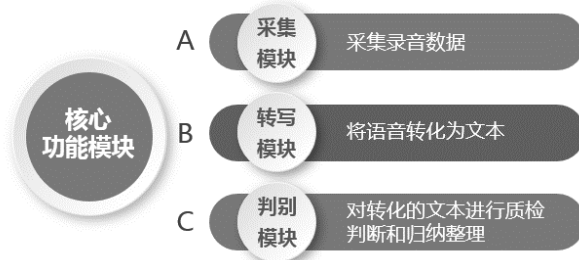 核心
功能模块
A
采集
模块
采集录音数据
B
转写
模块
将语音转化为文本
C
判别
模块
对转化的文本进行质检
判断和归纳整理